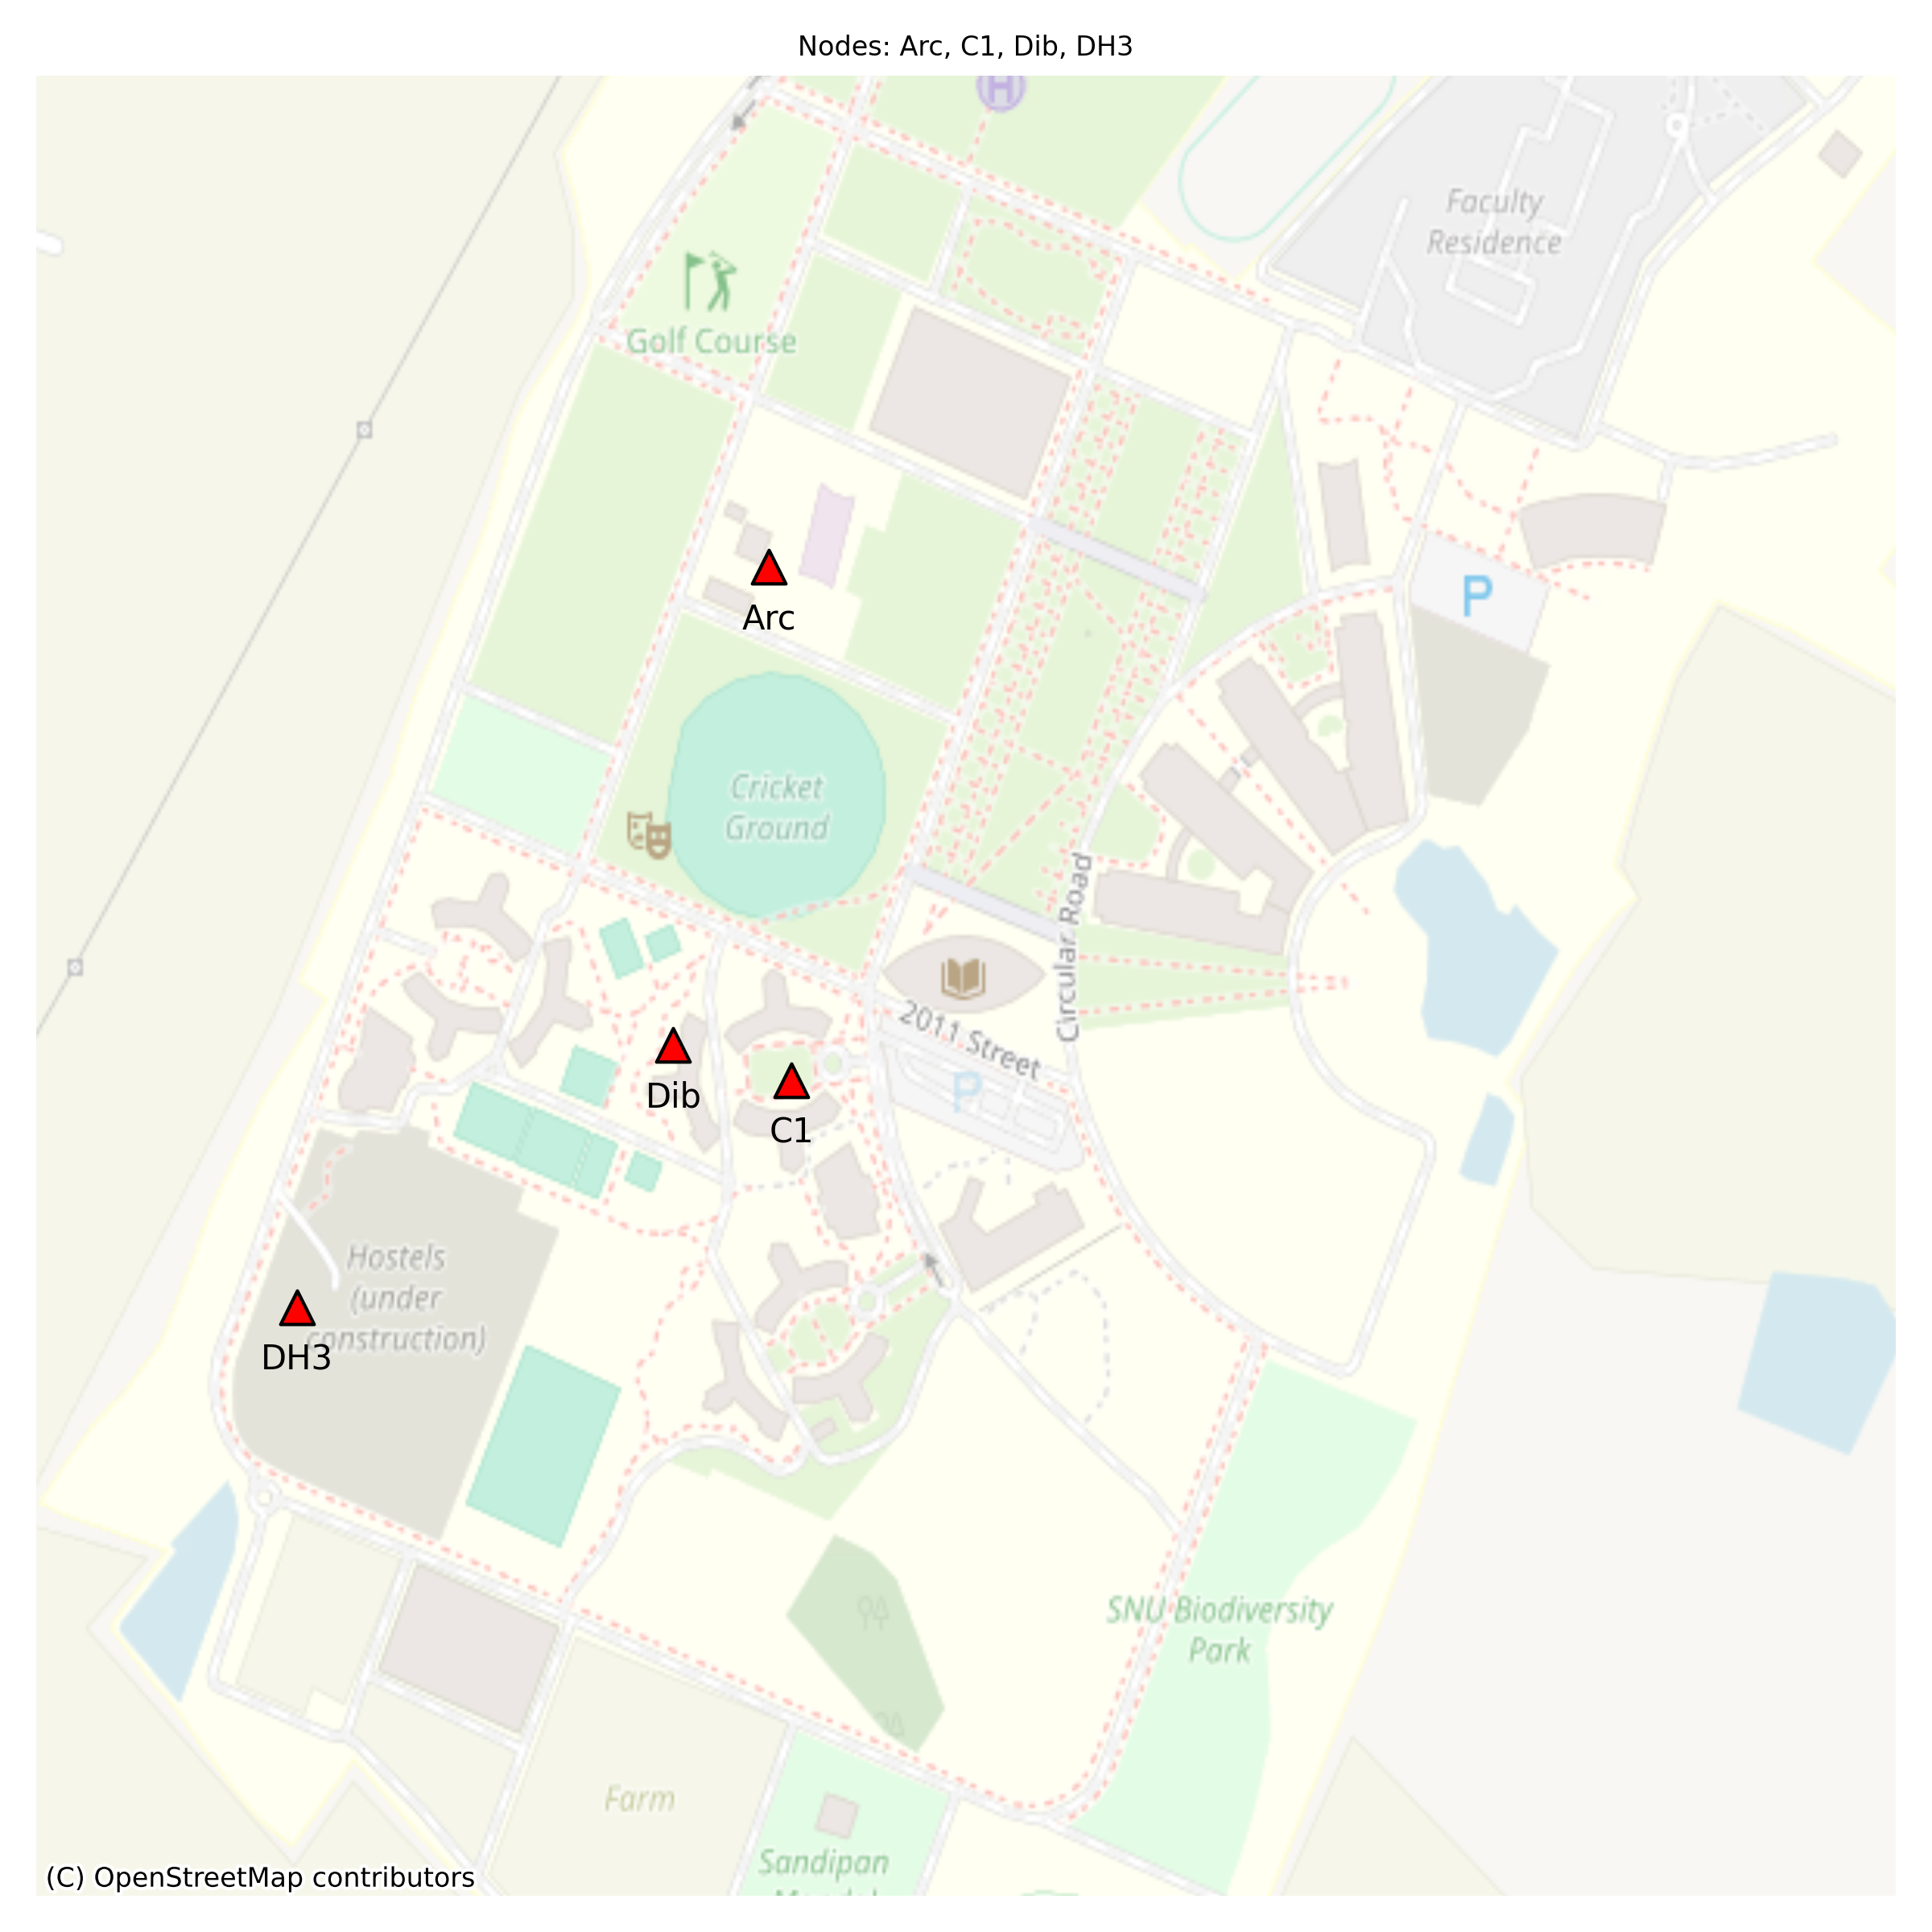 Nodes: Arc, C1, Dib, DH3
H
Faculty
Residence
Golf Course
P
Arc
Cricket
Ground
Circular Road
2011 Street
P
Dib
C1
Hostels
(under
construction)
DH3
SNU Biodiversity
Park
Farm
Sandipan
(C) OpenStreetMap contributors